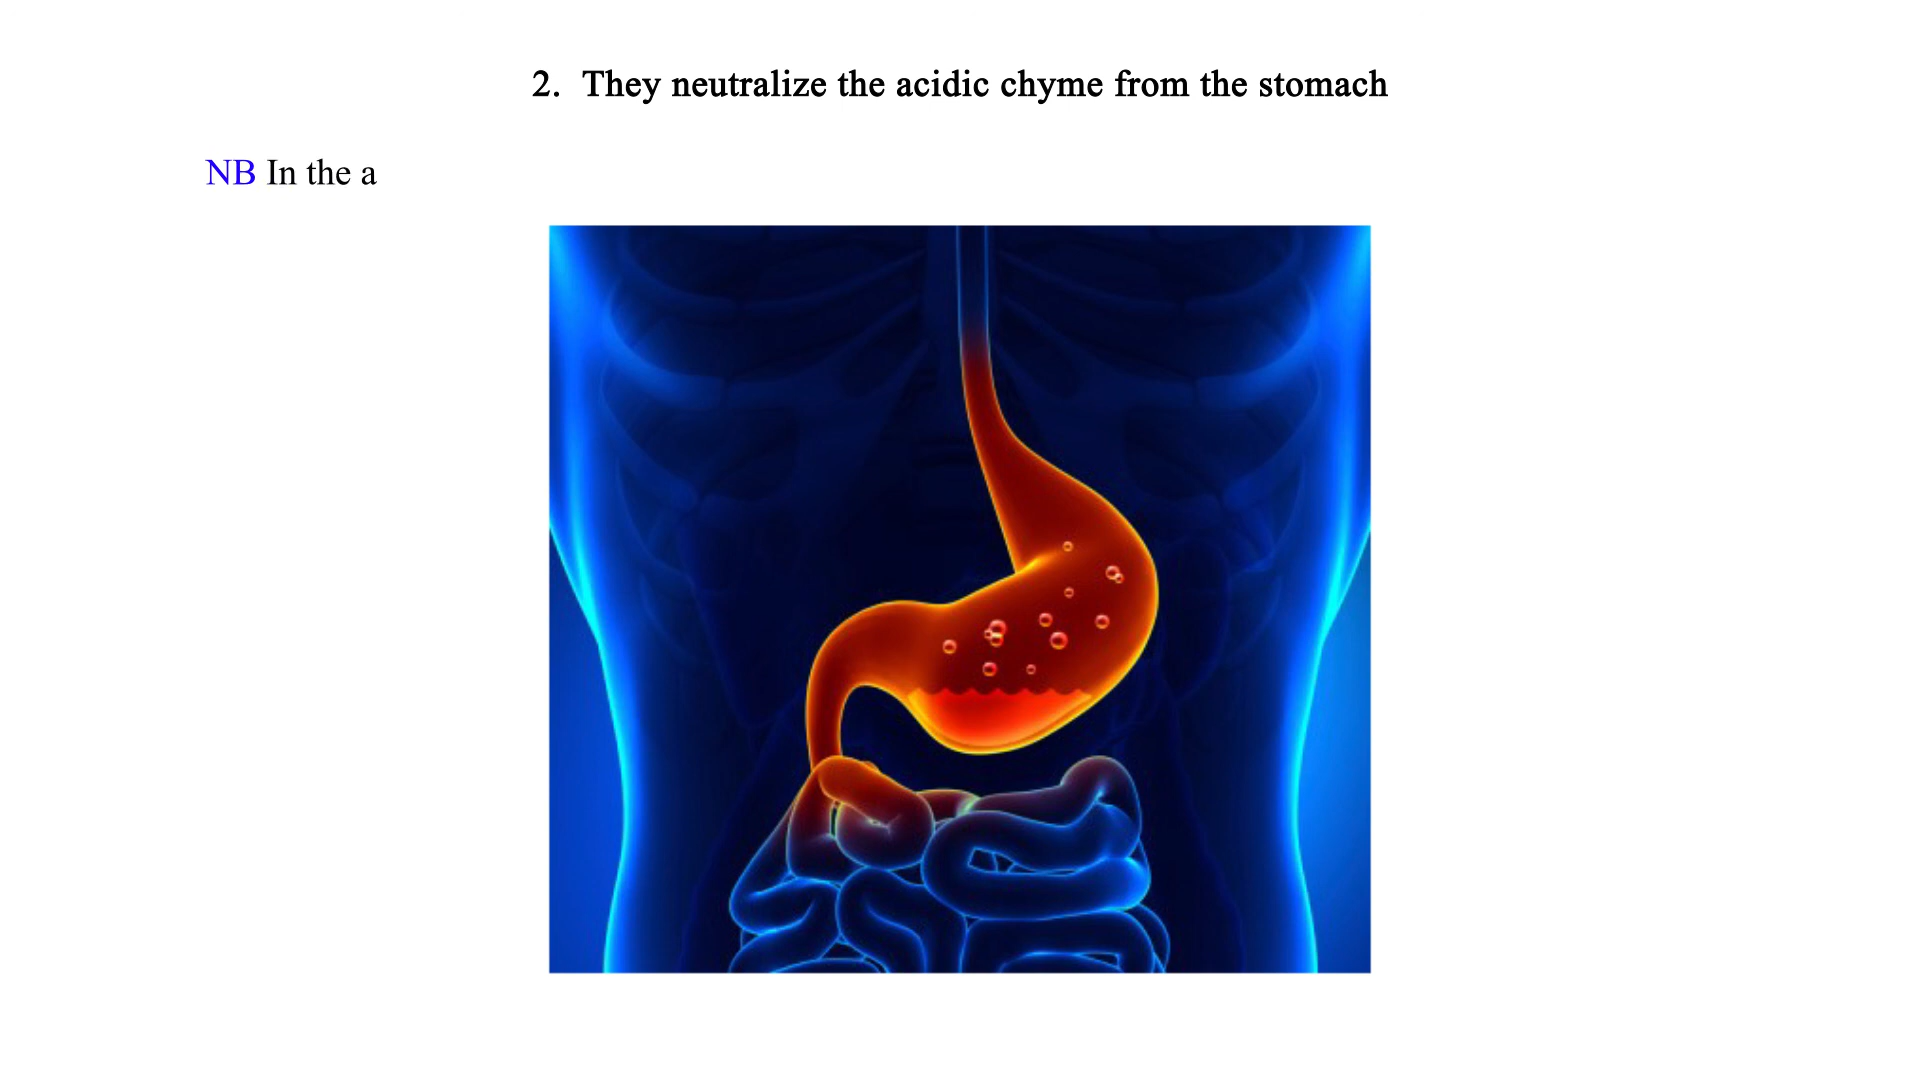 2. They neutralize the acidic chyme from the stomach
NB In the a